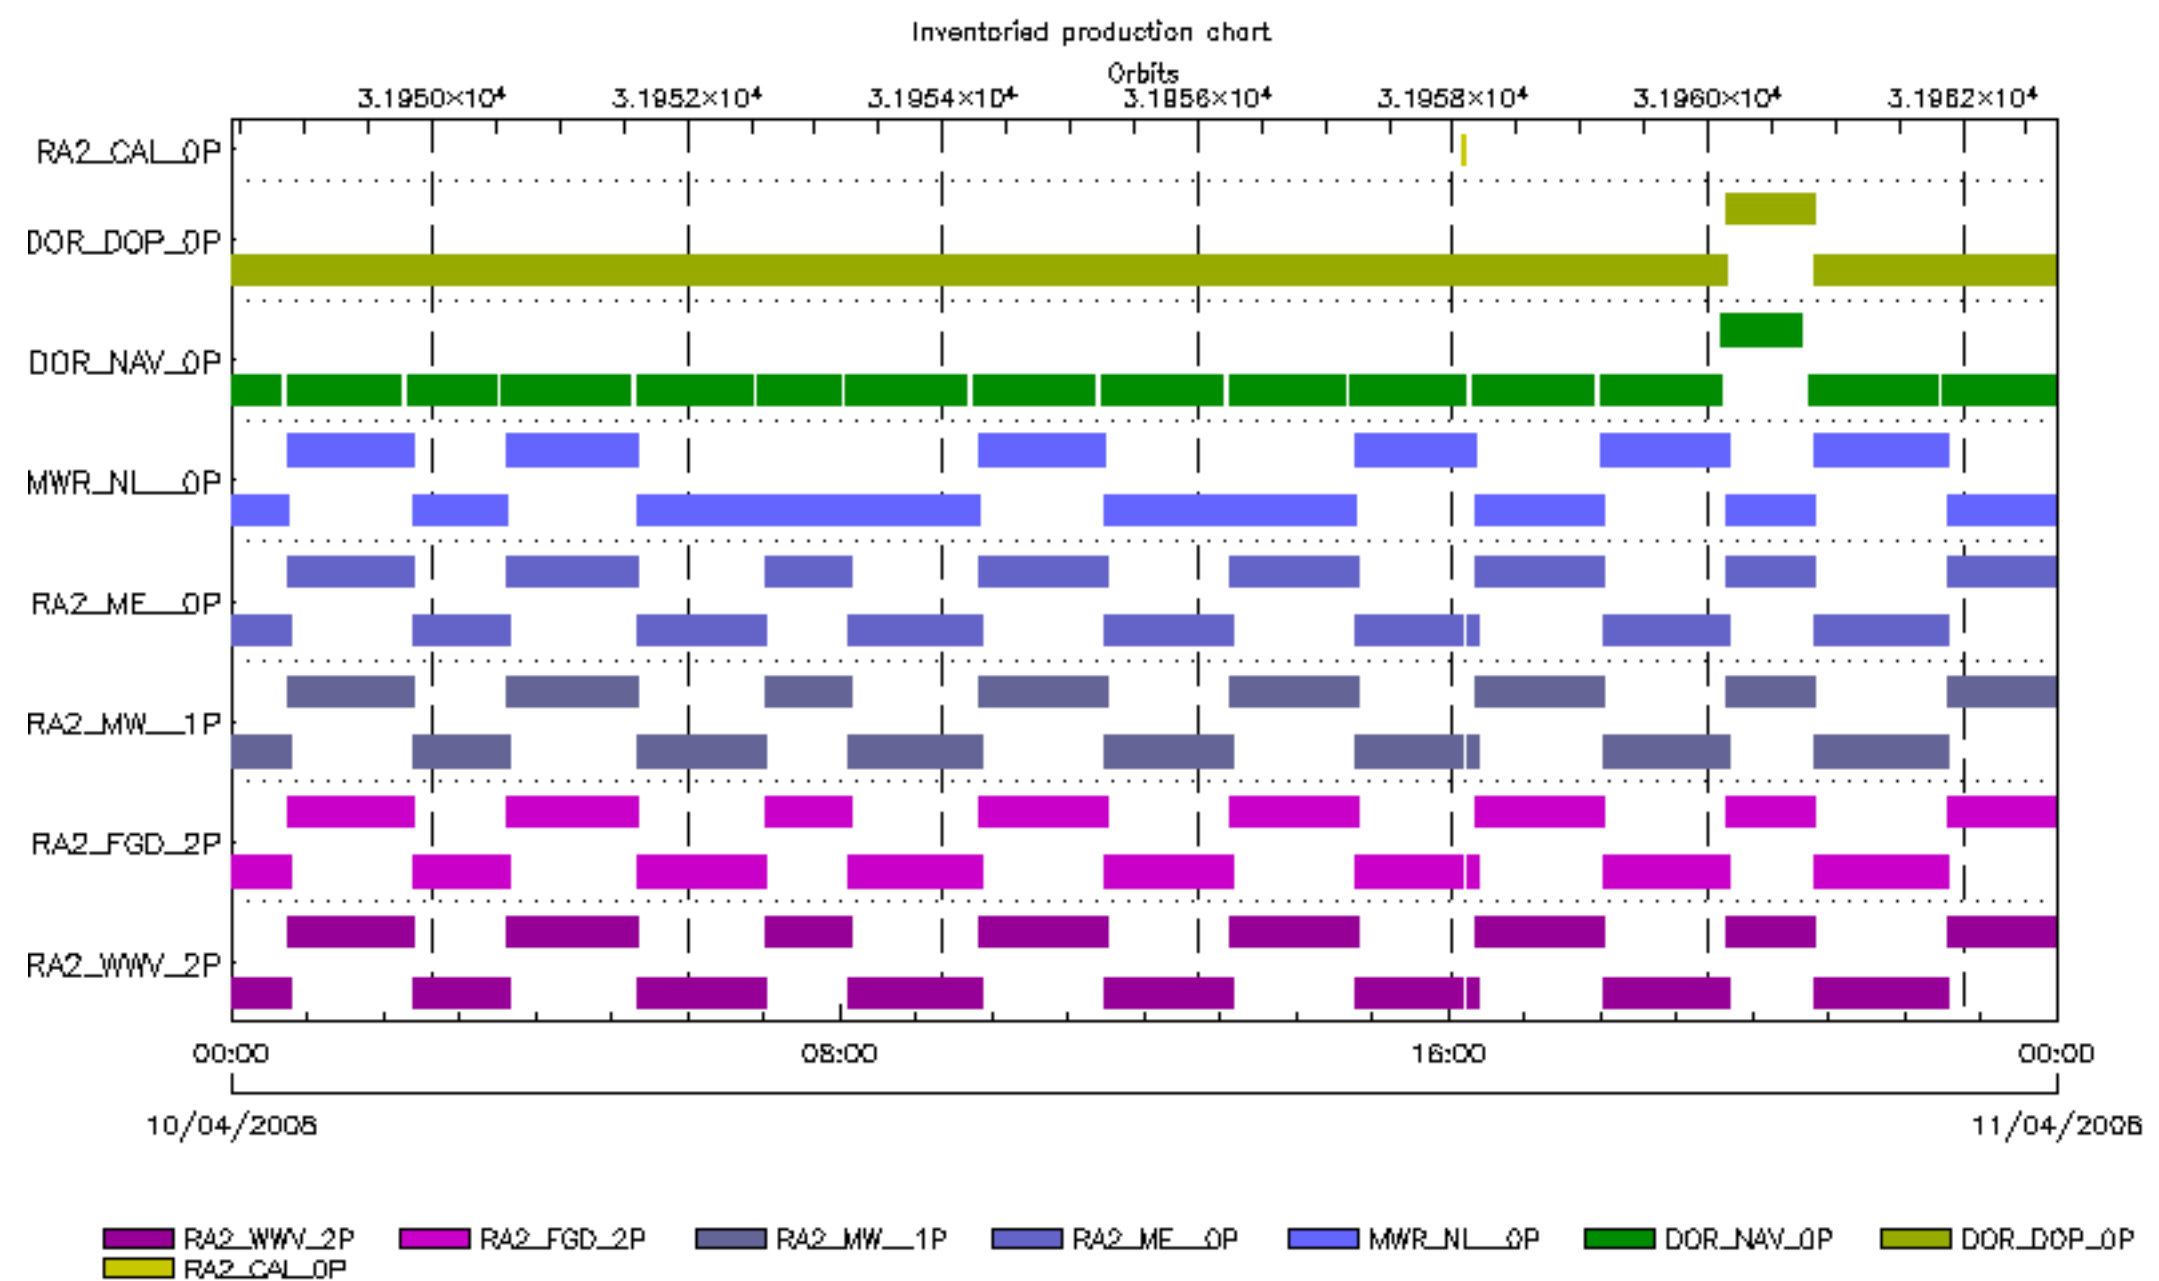 Inventoried production chart
Orbits
3.1950×10⁴ 3.1952×10⁴ 3.1954×10⁴ 3.1956×10⁴ 3.1958×10⁴ 3.1960×10⁴ 3.1962×10⁴
RA2_CAL_0P
DOR_DOP_0P
DOR_NAV_0P
MWR_NL__0P
RA2_ME__0P
RA2_MW__1P
RA2_FGD_2P
RA2_WWV_2P
00:00 08:00 16:00 00:00
10/04/2008 11/04/2008
RA2_WWV_2P RA2_FGD_2P RA2_MW__1P RA2_ME__0P MWR_NL__0P DOR_NAV_0P DOR_DOP_0P
RA2_CAL_0P